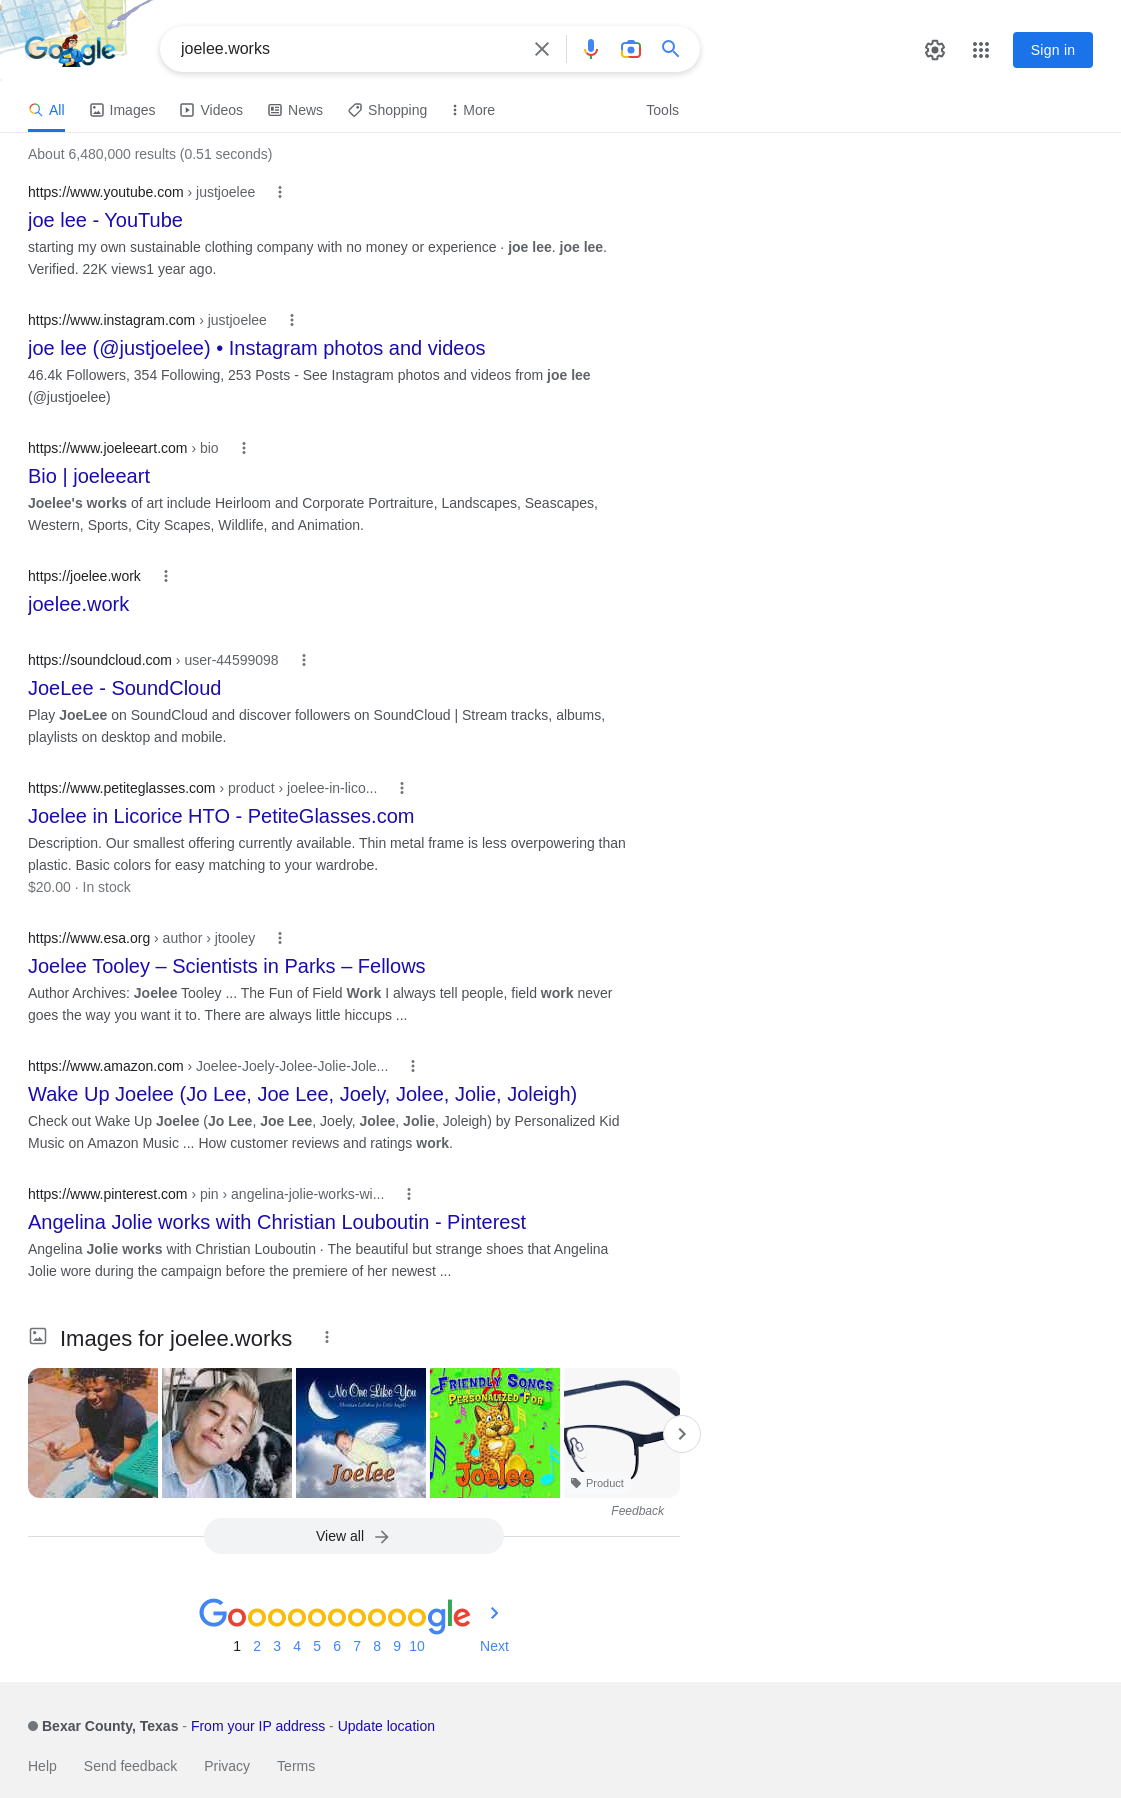 Google
joelee.works
Sign in
All
Images
Videos
News
Shopping
More
Tools
About 6,480,000 results (0.51 seconds)
https://www.youtube.com › justjoelee
joe lee - YouTube
starting my own sustainable clothing company with no money or experience · joe lee. joe lee.
Verified. 22K views1 year ago.
https://www.instagram.com › justjoelee
joe lee (@justjoelee) • Instagram photos and videos
46.4k Followers, 354 Following, 253 Posts - See Instagram photos and videos from joe lee
(@justjoelee)
https://www.joeleeart.com › bio
Bio | joeleeart
Joelee's works of art include Heirloom and Corporate Portraiture, Landscapes, Seascapes,
Western, Sports, City Scapes, Wildlife, and Animation.
https://joelee.work
joelee.work
https://soundcloud.com › user-44599098
JoeLee - SoundCloud
Play JoeLee on SoundCloud and discover followers on SoundCloud | Stream tracks, albums,
playlists on desktop and mobile.
https://www.petiteglasses.com › product › joelee-in-lico...
Joelee in Licorice HTO - PetiteGlasses.com
Description. Our smallest offering currently available. Thin metal frame is less overpowering than
plastic. Basic colors for easy matching to your wardrobe.
$20.00 · In stock
https://www.esa.org › author › jtooley
Joelee Tooley – Scientists in Parks – Fellows
Author Archives: Joelee Tooley ... The Fun of Field Work I always tell people, field work never
goes the way you want it to. There are always little hiccups ...
https://www.amazon.com › Joelee-Joely-Jolee-Jolie-Jole...
Wake Up Joelee (Jo Lee, Joe Lee, Joely, Jolee, Jolie, Joleigh)
Check out Wake Up Joelee (Jo Lee, Joe Lee, Joely, Jolee, Jolie, Joleigh) by Personalized Kid
Music on Amazon Music ... How customer reviews and ratings work.
https://www.pinterest.com › pin › angelina-jolie-works-wi...
Angelina Jolie works with Christian Louboutin - Pinterest
Angelina Jolie works with Christian Louboutin · The beautiful but strange shoes that Angelina
Jolie wore during the campaign before the premiere of her newest ...
Images for joelee.works
No One Like You
Christian Lullabies for Little Angels
Joelee
FRIENDLY SONGS
PERSONALIZED FOR
Joelee
Product
Feedback
View all
Goooooooooogle
1 2 3 4 5 6 7 8 9 10 Next
Bexar County, Texas - From your IP address - Update location
Help
Send feedback
Privacy
Terms